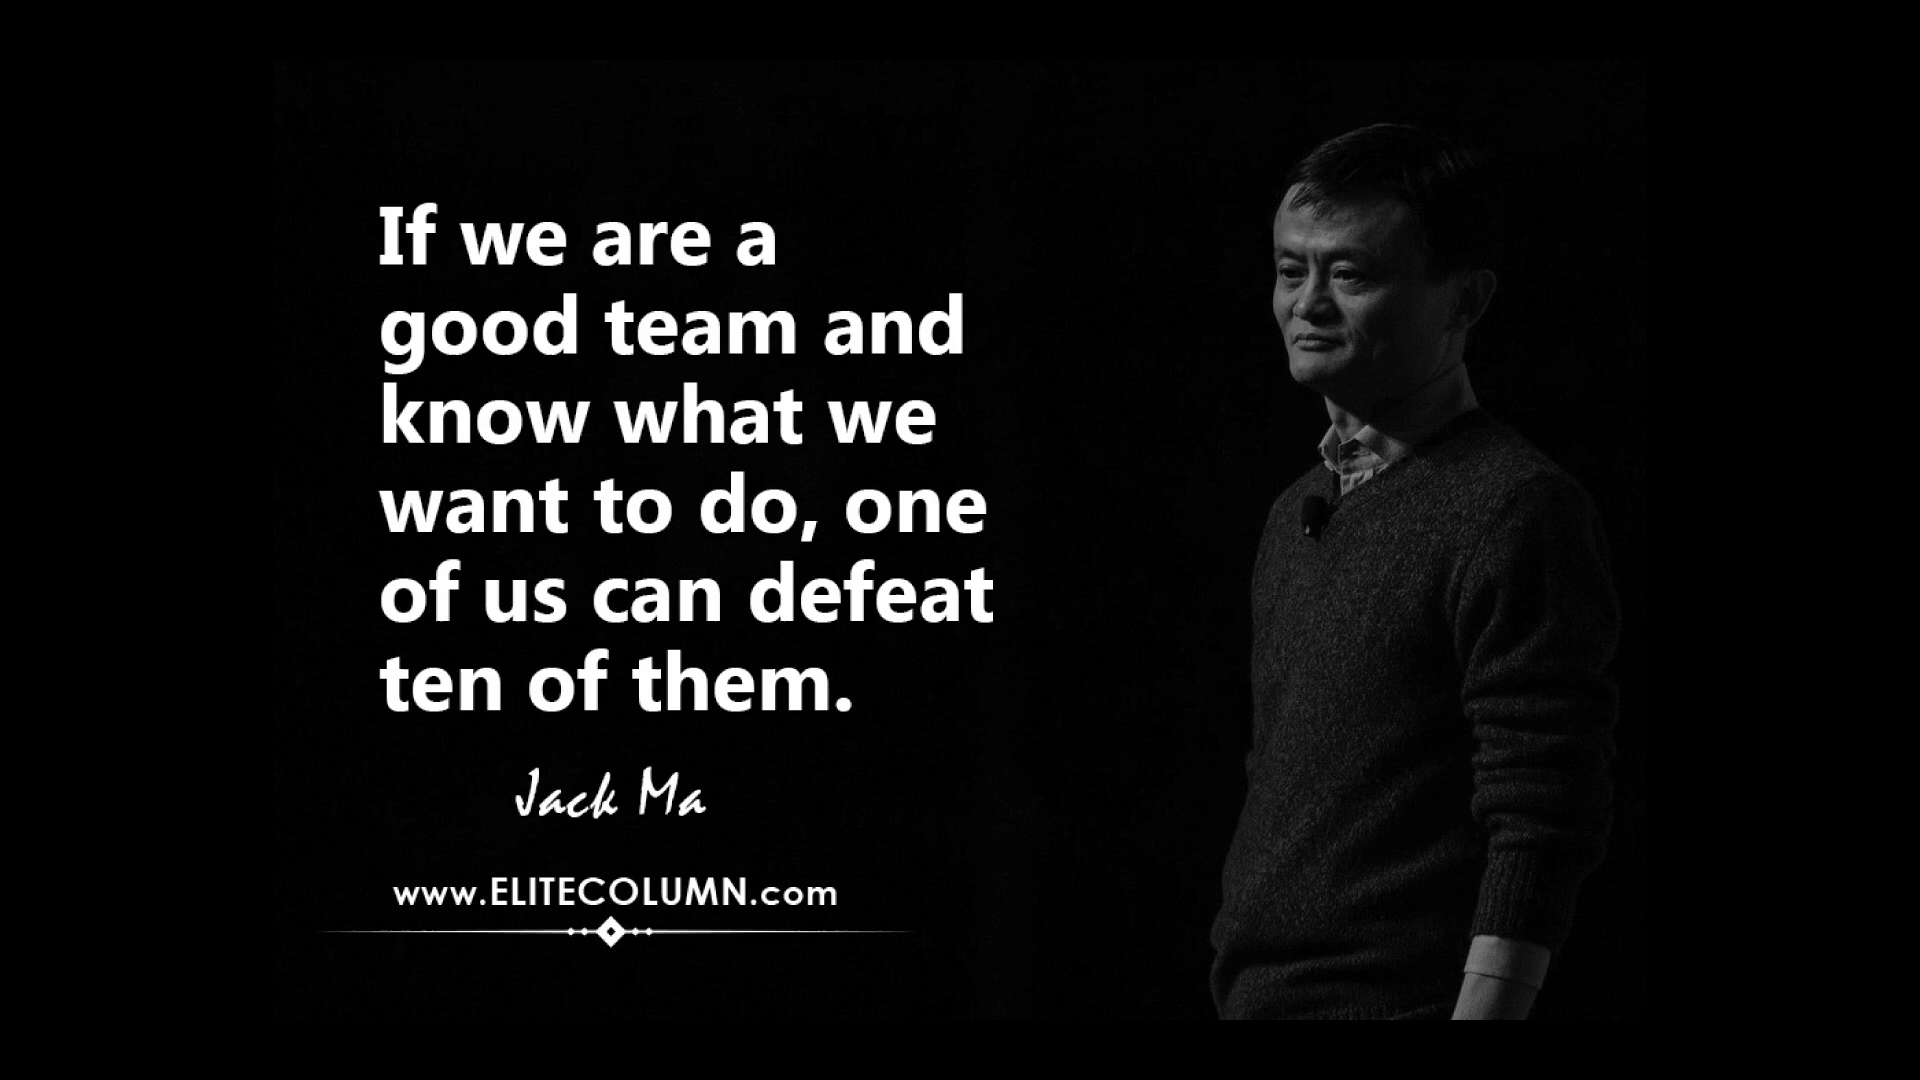 If we are a
good team and
know what we
want to do, one
of us can defeat
ten of them.
Jack Ma
www.ELITECOLUMN.com